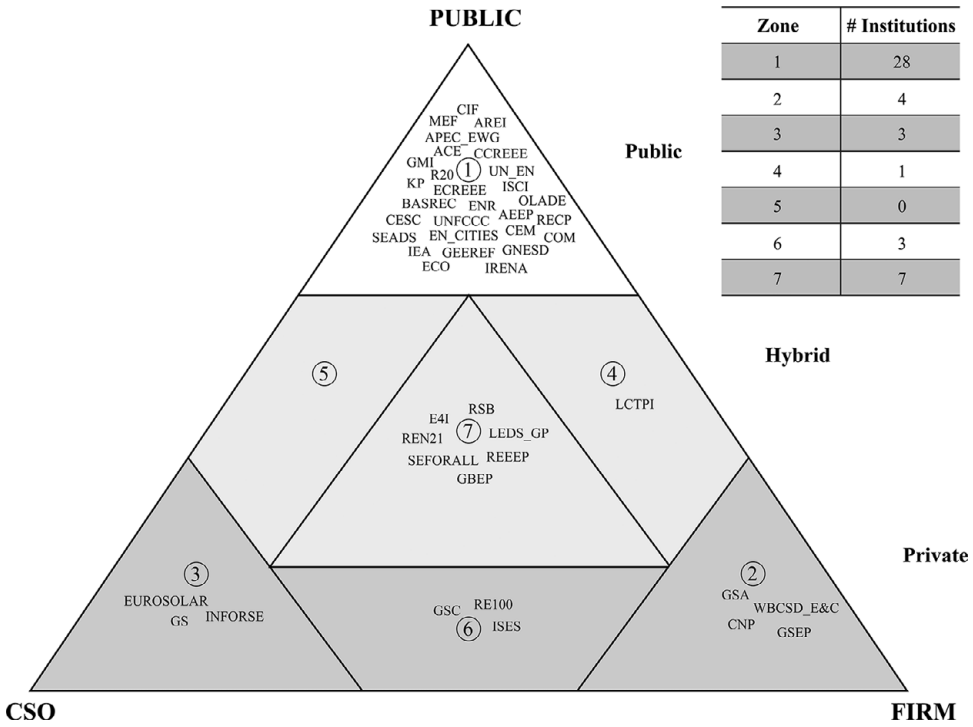 PUBLIC
Zone # Institutions
1 28
2 4
3 3
4 1
5 0
6 3
7 7
Public
Hybrid
Private
CIF
MEF AREI
APEC_EWG
ACE_ CCREEE
GMI
R20 1 UN_EN
KP ECREEE ISCI
BASREC ENR OLADE
CESC UNFCCC AEEP RECP
SEADS EN_CITIES CEM COM
IEA GEEREF GNESD
ECO IRENA
5
4
LCTPI
RSB
E4I
REN21 7 LEDS_GP
SEFORALL REEEP
GBEP
3
EUROSOLAR
GS INFORSE
GSC RE100
6 ISES
2
GSA
WBCSD_E&C
CNP
GSEP
CSO
FIRM